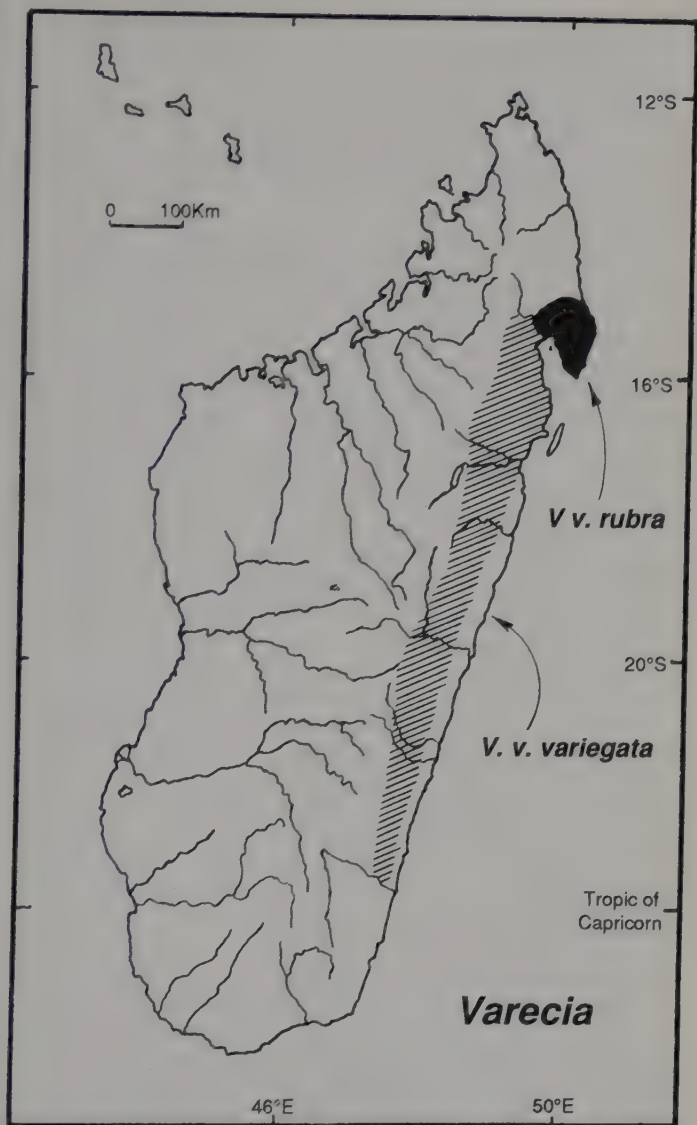 12°S
0 100Km
16°S
V v. rubra
20°S
V. v. variegata
Tropic of
Capricorn
Varecia
46°E 50°E